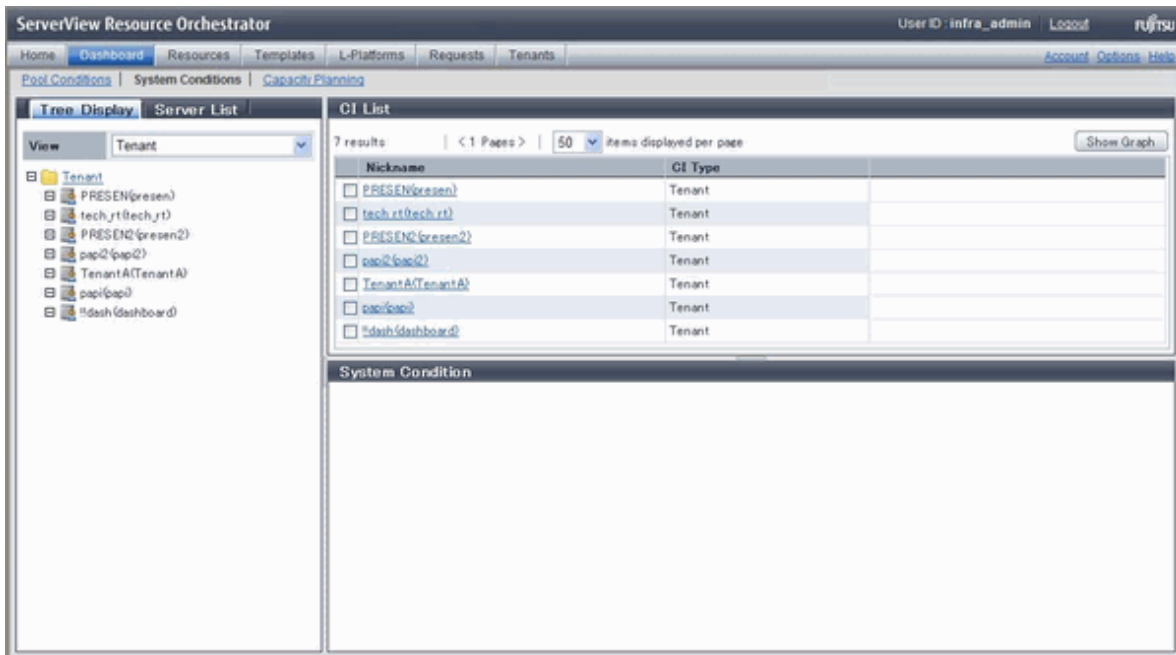 ServerView Resource Orchestrator User ID : infra_admin Logout FUJITSU
Home Dashboard Resources Templates L-Platforms Requests Tenants Account Options Help
Pool Conditions | System Conditions | Capacity Planning
Tree Display Server List
View Tenant
Tenant
PRESEN(presen)
tech_rt(tech_rt)
PRESEN2(presen2)
papi2(papi2)
TenantA(TenantA)
papi(papi)
!!dash(dashboard)
CI List
7 results | < 1 Pages > | 50 items displayed per page Show Graph
Nickname CI Type
PRESEN(presen) Tenant
tech_rt(tech_rt) Tenant
PRESEN2(presen2) Tenant
papi2(papi2) Tenant
TenantA(TenantA) Tenant
papi(papi) Tenant
!!dash(dashboard) Tenant
System Condition